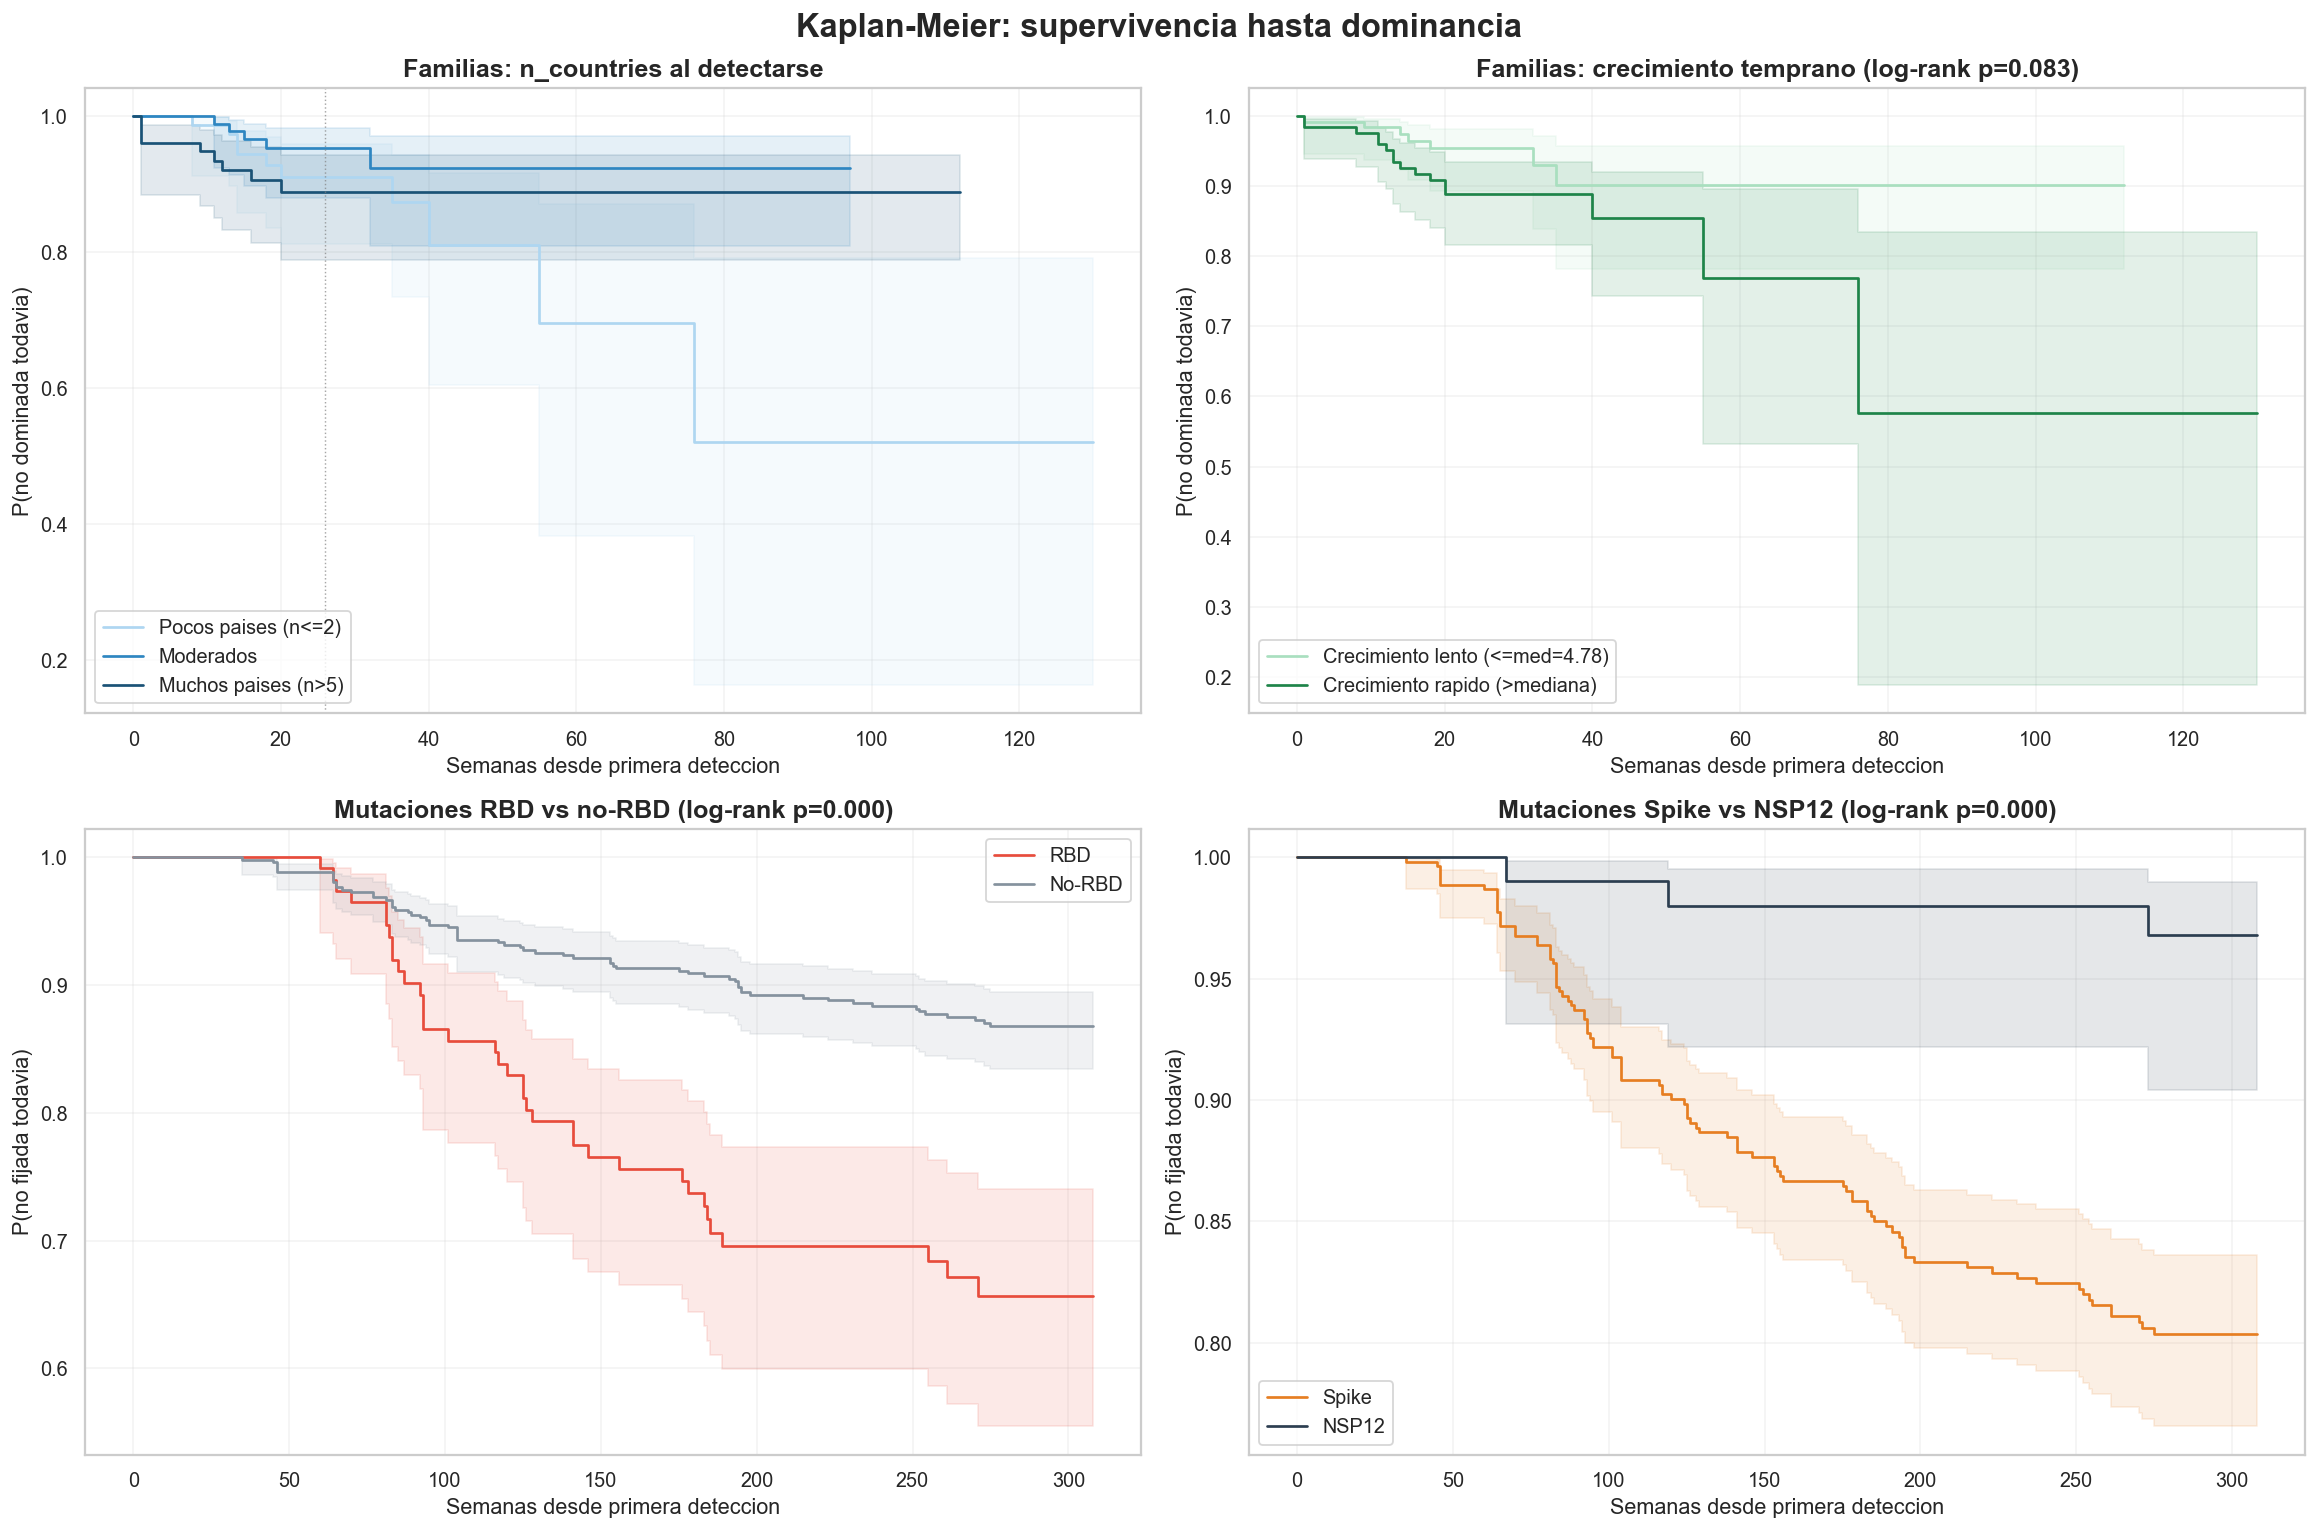 Kaplan-Meier: supervivencia hasta dominancia
Familias: n_countries al detectarse
P(no dominada todavia)
1.0
0.8
0.6
0.4
0.2
Pocos paises (n<=2)
Moderados
Muchos paises (n>5)
0 20 40 60 80 100 120
Semanas desde primera deteccion
Familias: crecimiento temprano (log-rank p=0.083)
P(no dominada todavia)
1.0
0.9
0.8
0.7
0.6
0.5
0.4
0.3
0.2
Crecimiento lento (<=med=4.78)
Crecimiento rapido (>mediana)
0 20 40 60 80 100 120
Semanas desde primera deteccion
Mutaciones RBD vs no-RBD (log-rank p=0.000)
P(no fijada todavia)
1.0
0.9
0.8
0.7
0.6
RBD
No-RBD
0 50 100 150 200 250 300
Semanas desde primera deteccion
Mutaciones Spike vs NSP12 (log-rank p=0.000)
P(no fijada todavia)
1.00
0.95
0.90
0.85
0.80
Spike
NSP12
0 50 100 150 200 250 300
Semanas desde primera deteccion